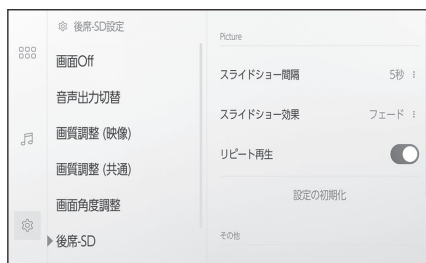 後席-SD設定
画面Off
音声出力切替
画質調整 (映像)
画質調整 (共通)
画面角度調整
後席-SD
Picture
スライドショー間隔 5秒
スライドショー効果 フェード
リピート再生
設定の初期化
その他